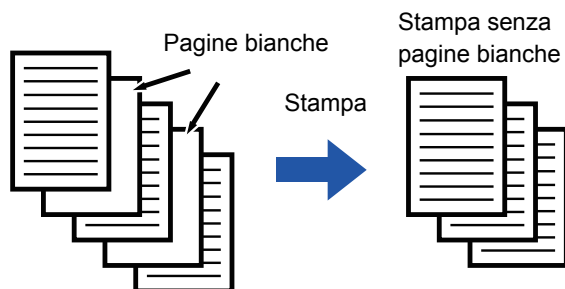 Pagine bianche
Stampa
Stampa senza
pagine bianche